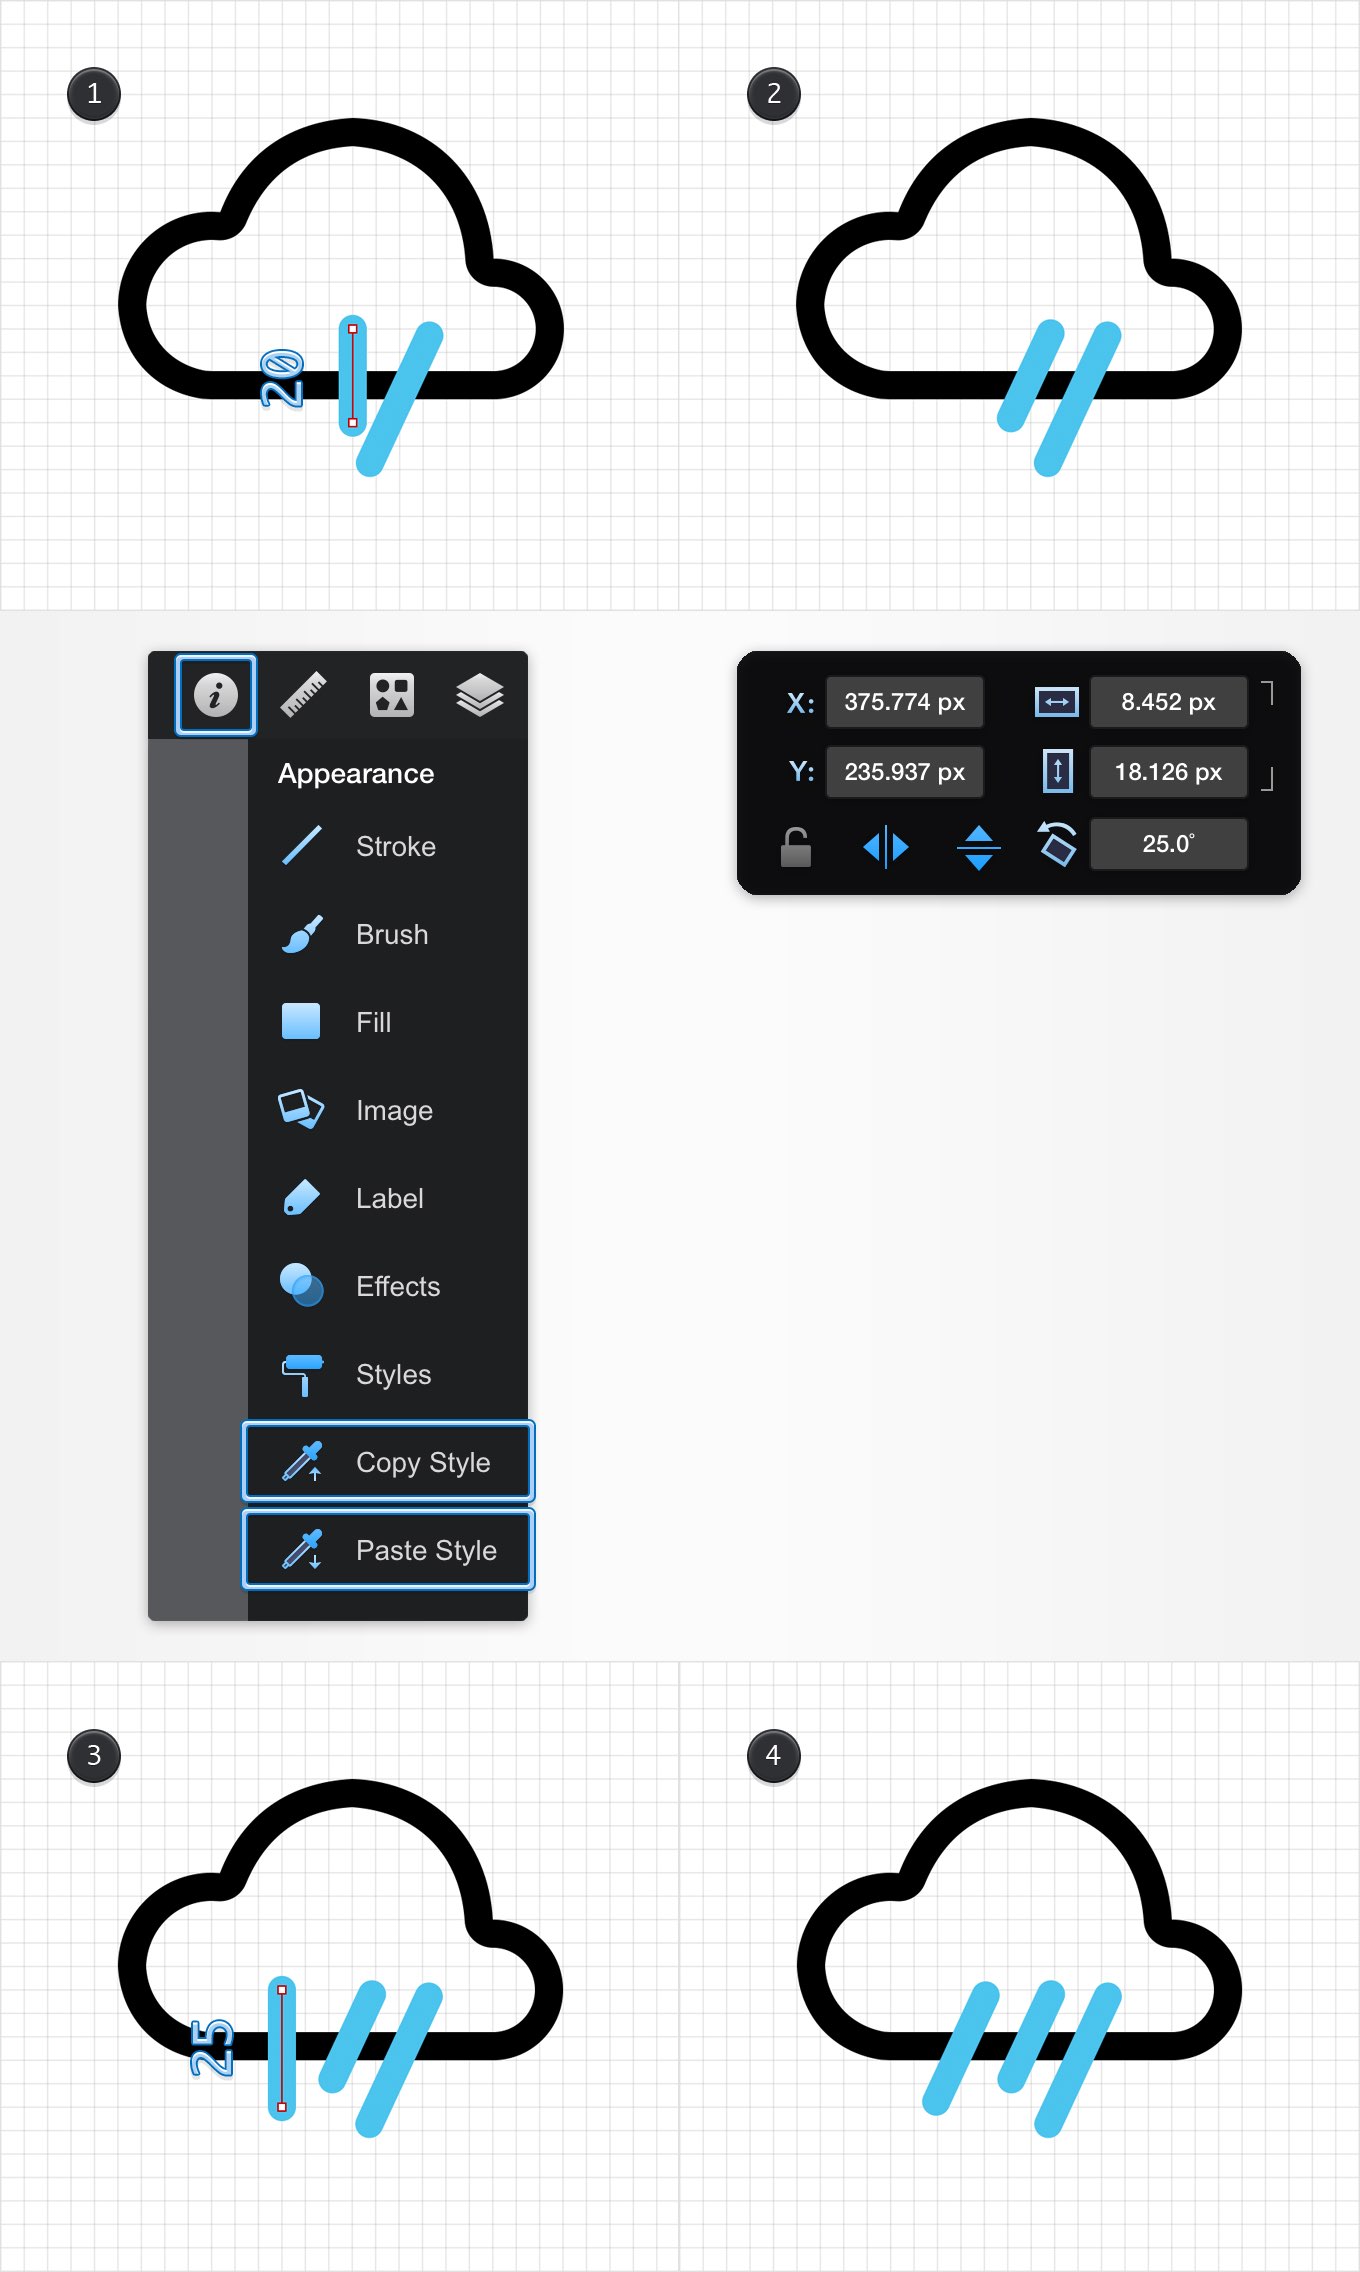 1
2
20
Appearance
Stroke
Brush
Fill
Image
Label
Effects
Styles
Copy Style
Paste Style
X: 375.774 px 8.452 px
Y: 235.937 px 18.126 px
25.0°
3
4
25